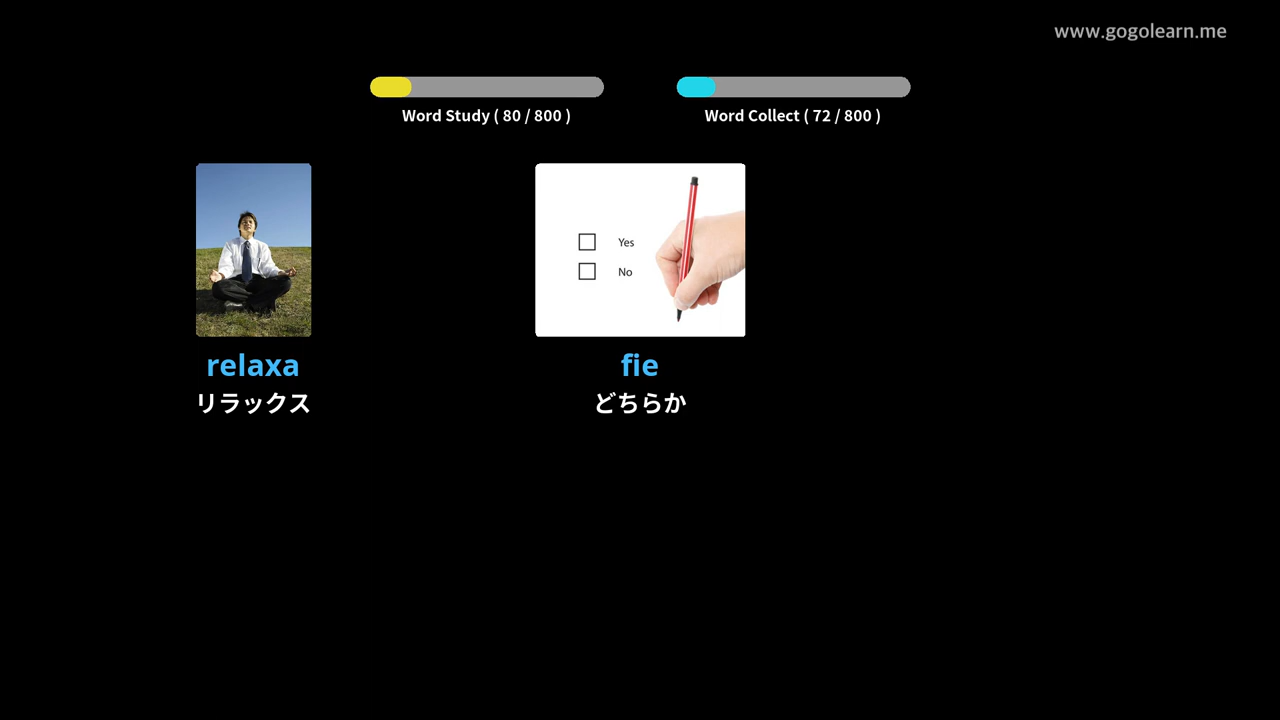 www.gogolearn.me
Word Study ( 80 / 800 )
Word Collect ( 72 / 800 )
Yes
No
relaxa
リラックス
fie
どちらか